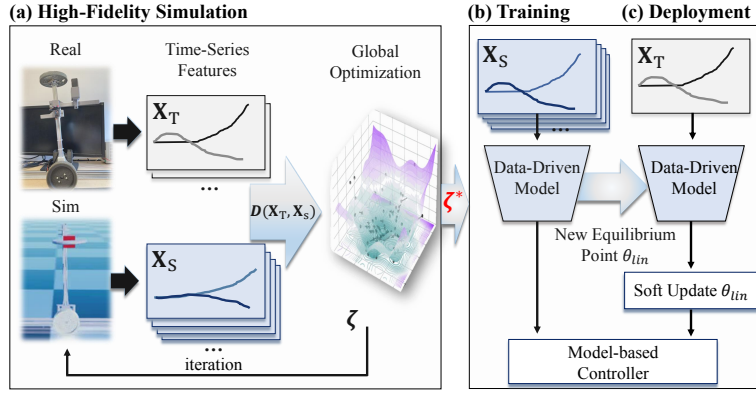 (a) High-Fidelity Simulation
Real
Time-Series
Features
Global
Optimization
X_T
...
D(X_T, X_s)
Sim
X_S
...
ζ
iteration
ζ*
(b) Training
X_S
...
Data-Driven
Model
New Equilibrium
Point θ_lin
(c) Deployment
X_T
Data-Driven
Model
Soft Update θ_lin
Model-based
Controller